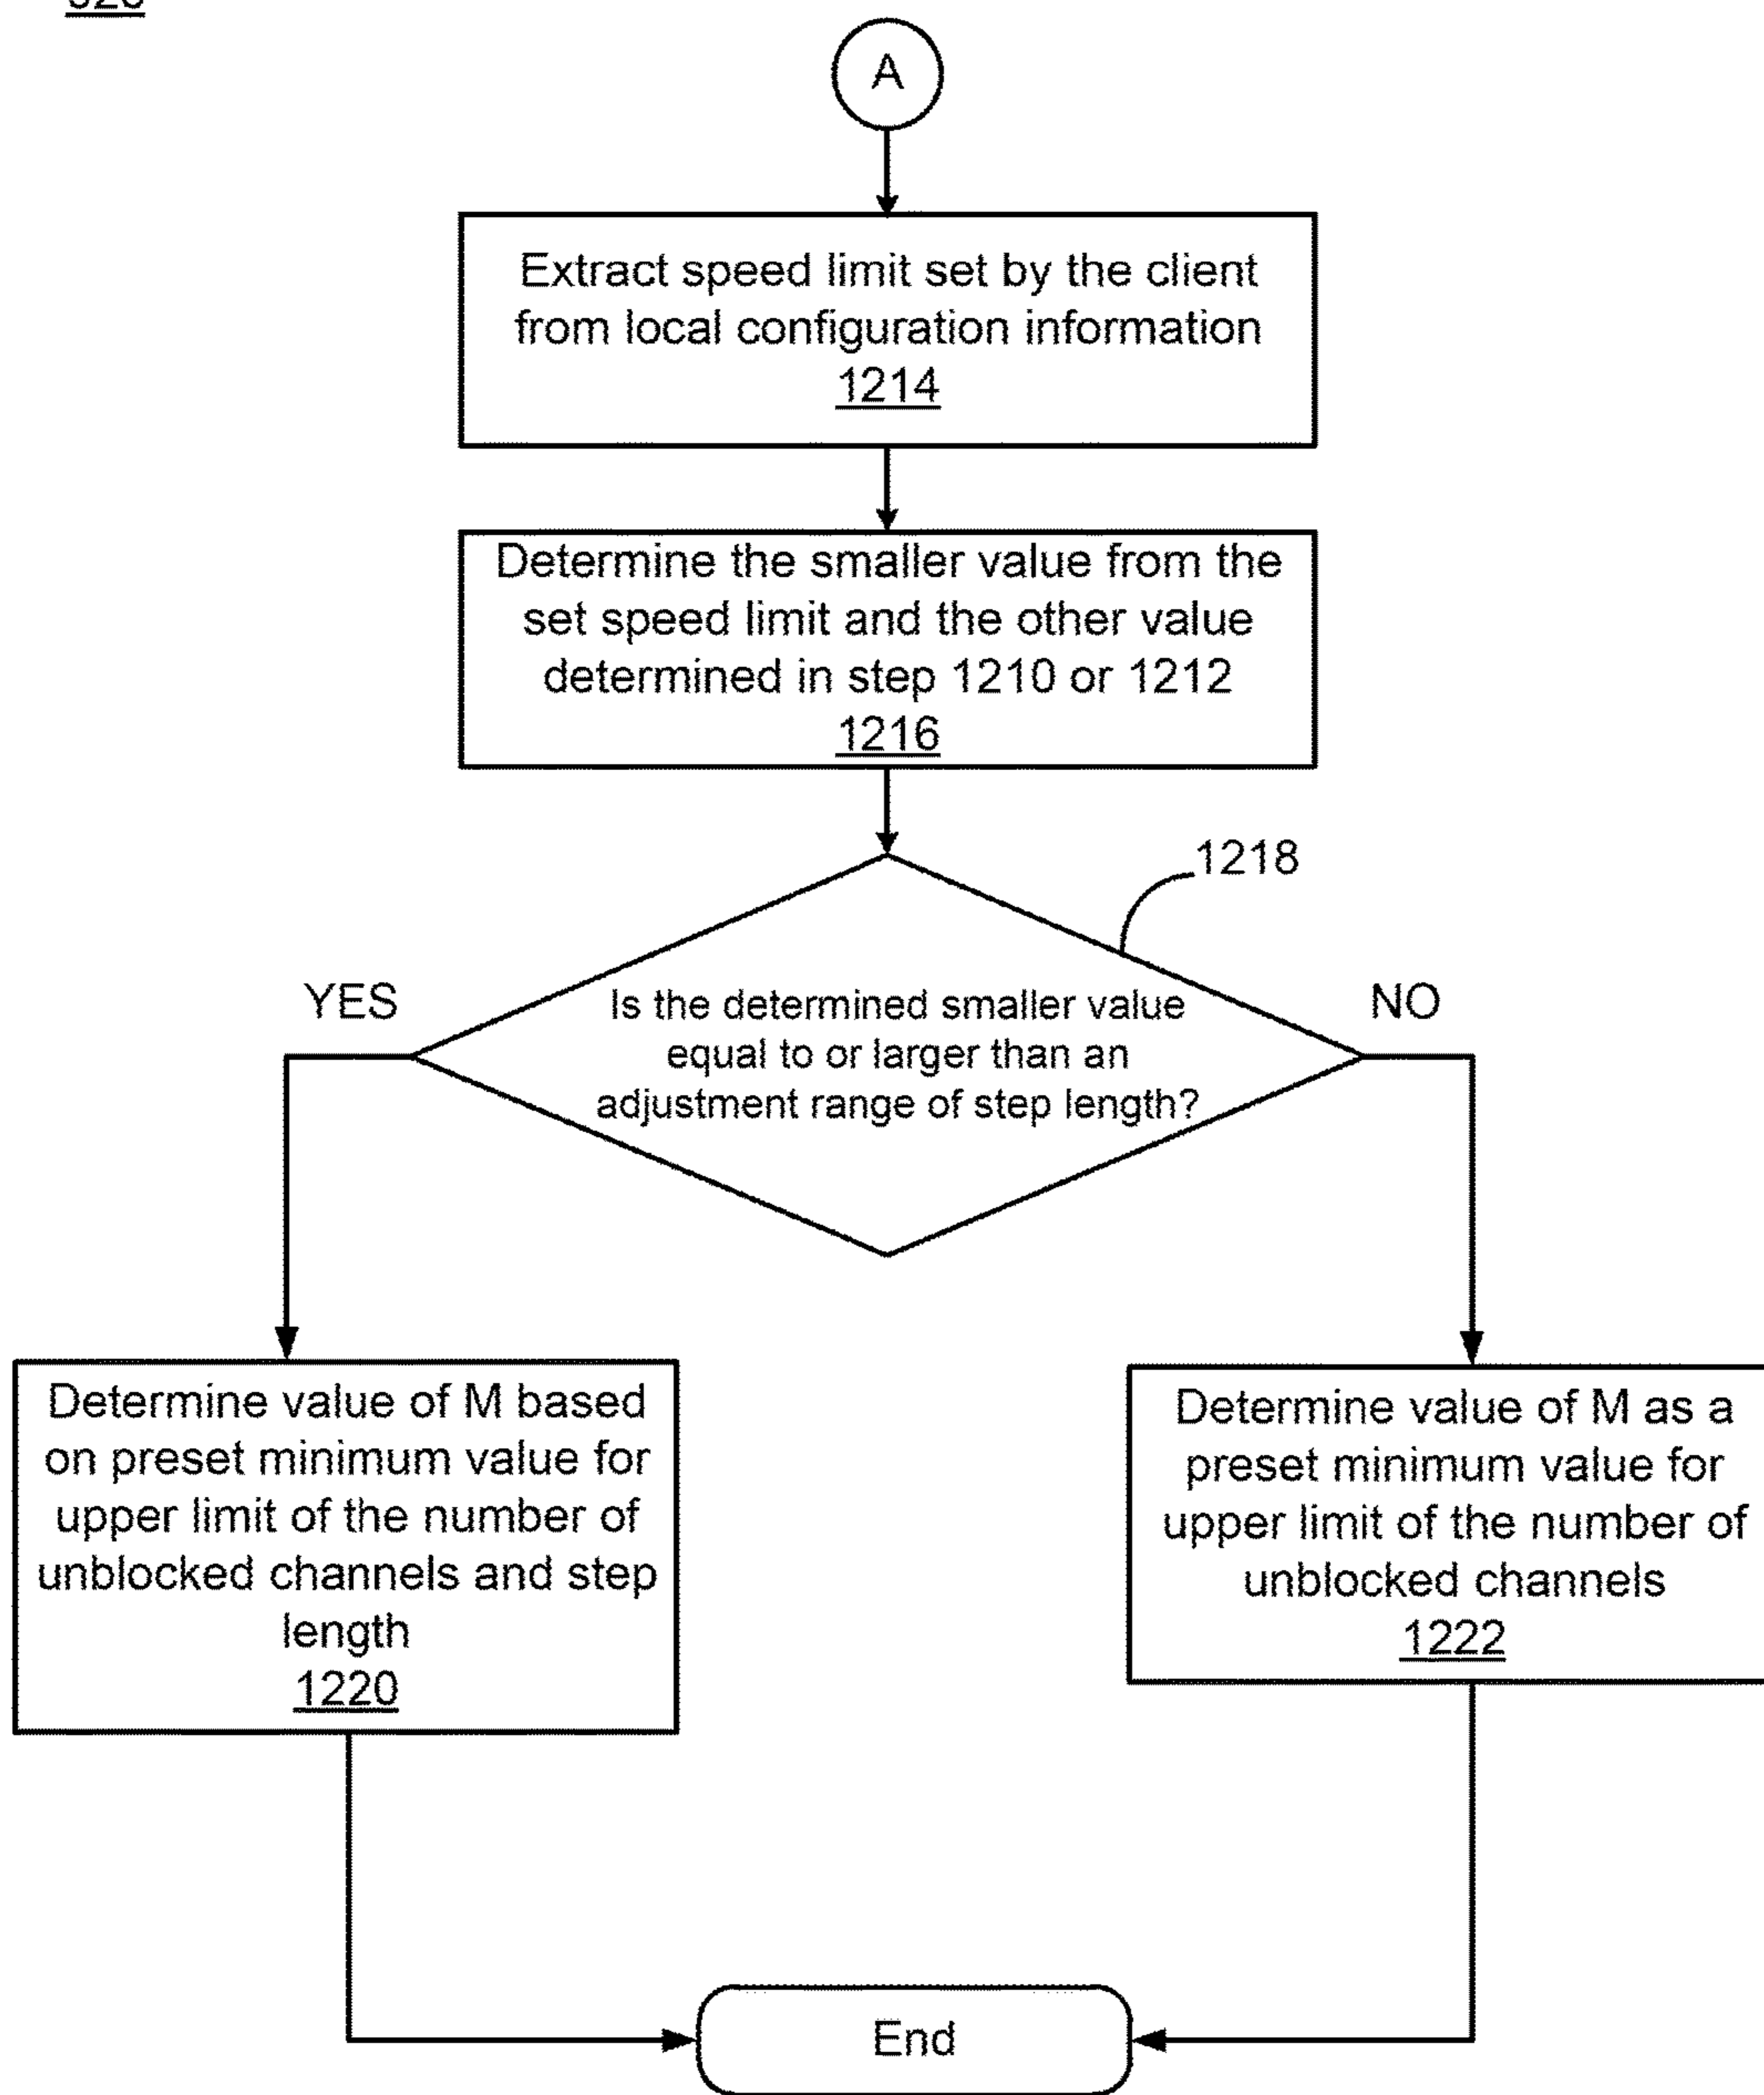 A
Extract speed limit set by the client
from local configuration information
1214
Determine the smaller value from the
set speed limit and the other value
determined in step 1210 or 1212
1216
1218
YES
Is the determined smaller value
equal to or larger than an
adjustment range of step length?
NO
Determine value of M based
on preset minimum value for
upper limit of the number of
unblocked channels and step
length
1220
Determine value of M as a
preset minimum value for
upper limit of the number of
unblocked channels
1222
End